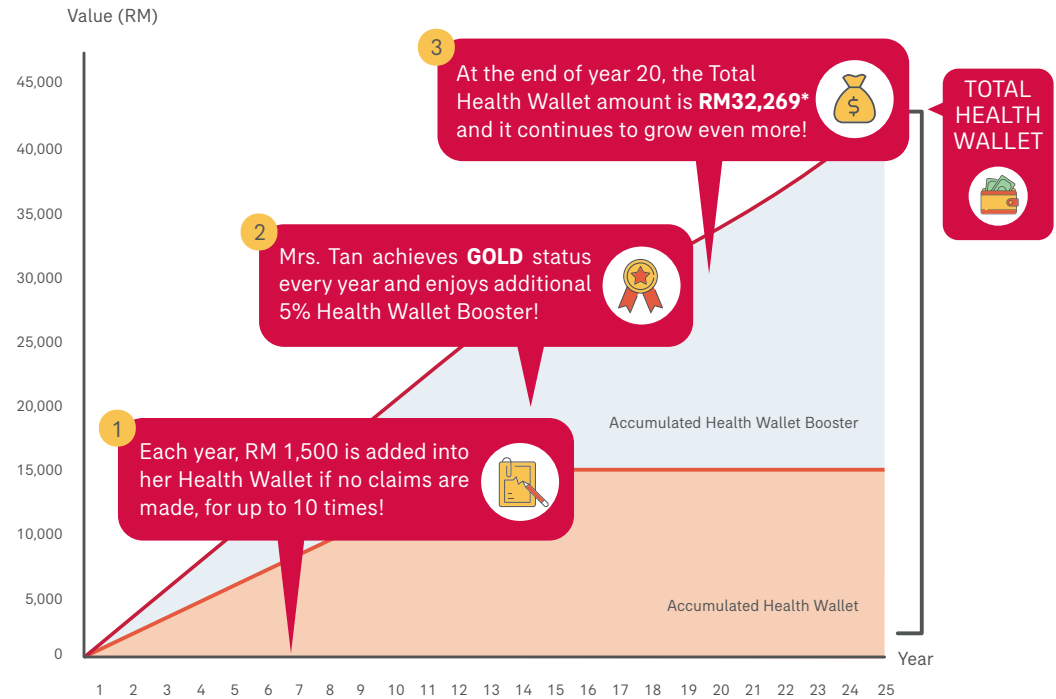 Value (RM)
45,000
40,000
35,000
30,000
25,000
20,000
15,000
10,000
5,000
0
3
At the end of year 20, the Total
Health Wallet amount is RM32,269*
and it continues to grow even more!
$
TOTAL
HEALTH
WALLET
2
Mrs. Tan achieves GOLD status
every year and enjoys additional
5% Health Wallet Booster!
1
Each year, RM 1,500 is added into
her Health Wallet if no claims are
made, for up to 10 times!
Accumulated Health Wallet Booster
Accumulated Health Wallet
Year
1 2 3 4 5 6 7 8 9 10 11 12 13 14 15 16 17 18 19 20 21 22 23 24 25